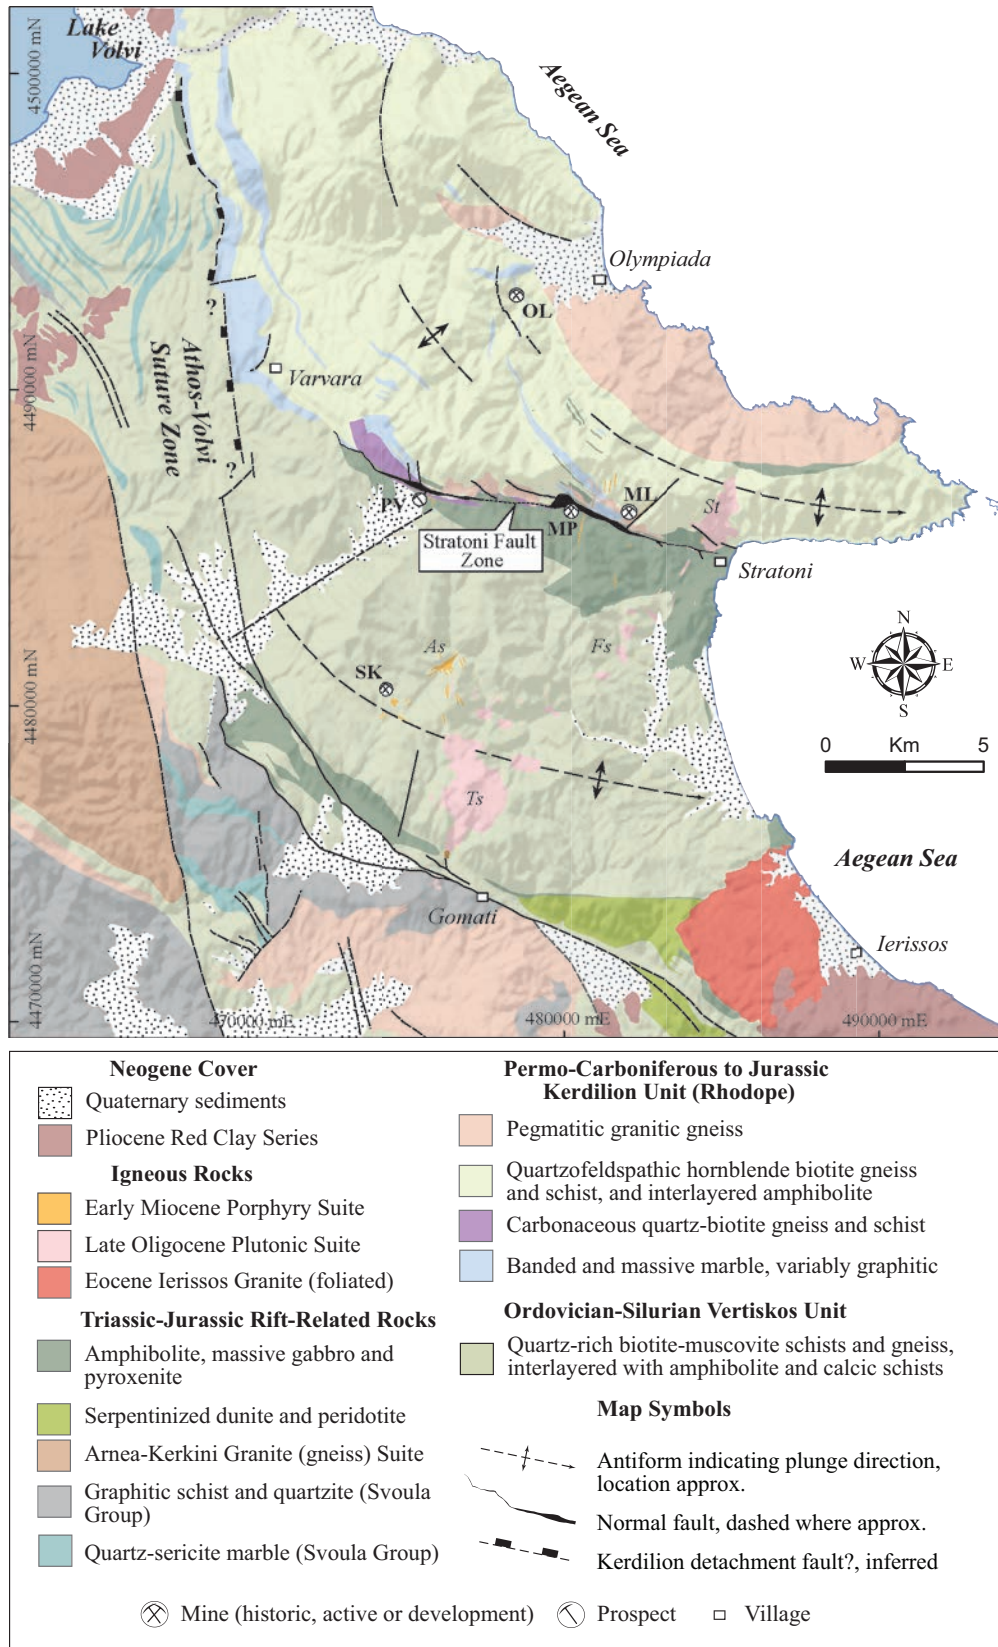 Lake
Volvi
4500000 mN
Aegean Sea
Olympiada
OL
?
Athos-Volvi
Suture Zone
Varvara
4490000 mN
?
PV
ML
St
MP
Stratoni Fault
Zone
Stratoni
As
Fs
SK
N
W
E
S
4480000 mN
0 Km 5
Ts
Aegean Sea
Gomati
Ierissos
4470000 mN
470000 mE
480000 mE
490000 mE
Neogene Cover
Quaternary sediments
Pliocene Red Clay Series
Igneous Rocks
Early Miocene Porphyry Suite
Late Oligocene Plutonic Suite
Eocene Ierissos Granite (foliated)
Triassic-Jurassic Rift-Related Rocks
Amphibolite, massive gabbro and
pyroxenite
Serpentinized dunite and peridotite
Arnea-Kerkini Granite (gneiss) Suite
Graphitic schist and quartzite (Svoula
Group)
Quartz-sericite marble (Svoula Group)
Permo-Carboniferous to Jurassic
Kerdilion Unit (Rhodope)
Pegmatitic granitic gneiss
Quartzofeldspathic hornblende biotite gneiss
and schist, and interlayered amphibolite
Carbonaceous quartz-biotite gneiss and schist
Banded and massive marble, variably graphitic
Ordovician-Silurian Vertiskos Unit
Quartz-rich biotite-muscovite schists and gneiss,
interlayered with amphibolite and calcic schists
Map Symbols
Antiform indicating plunge direction,
location approx.
Normal fault, dashed where approx.
Kerdilion detachment fault?, inferred
Mine (historic, active or development)
Prospect
Village